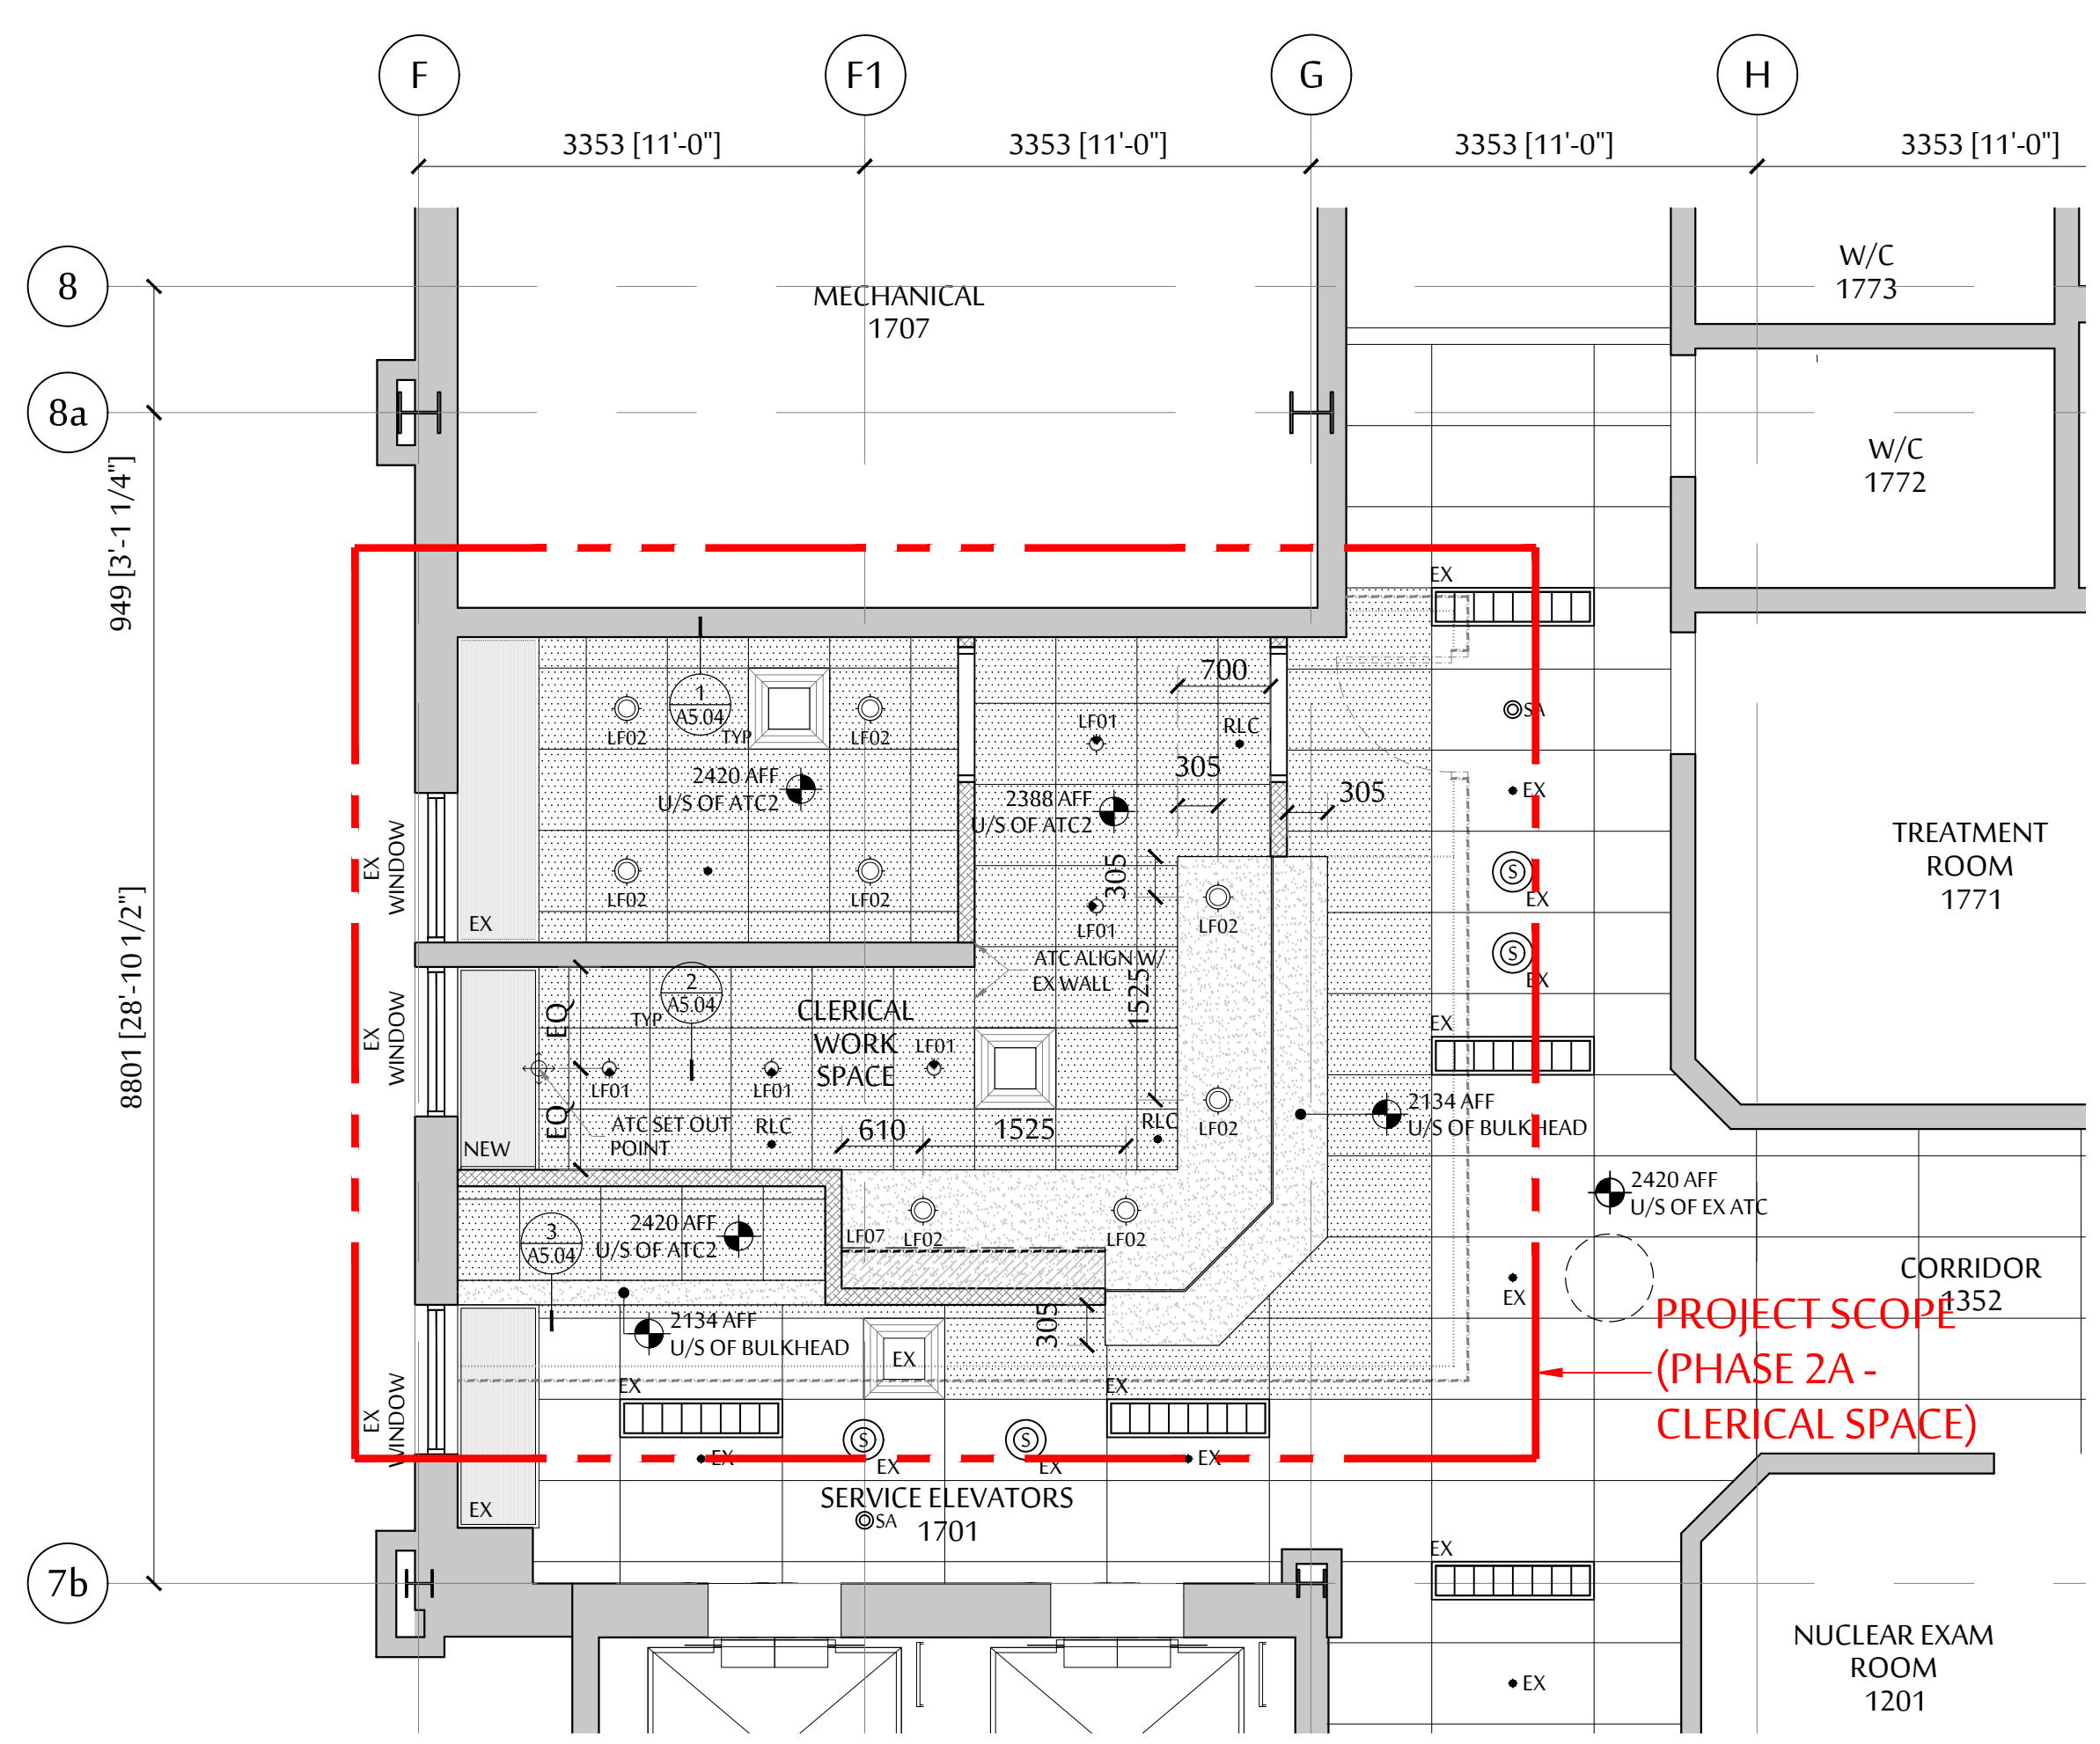 F
F1
G
H
3353 [11'-0"]
3353 [11'-0"]
3353 [11'-0"]
3353 [11'-0"]
8
8a
7b
949 [3'-1 1/4"]
8801 [28'-10 1/2"]
MECHANICAL
1707
W/C
1773
W/C
1772
TREATMENT
ROOM
1771
EX
SA
EX
S
EX
S
EX
EX
700
LF01
RLC
305
305
2388 AFF
U/S OF ATC2
305
LF01
LF02
ATC ALIGN W/
EX WALL
1525
1
A5.04
TYP
LF02
LF02
2420 AFF
U/S OF ATC2
LF02
LF02
EX
EX
WINDOW
EX
WINDOW
EX
WINDOW
2
A5.04
TYP
CLERICAL
WORK
SPACE
EQ
EQ
LF01
LF01
LF01
ATC SET OUT
POINT
RLC
NEW
610
1525
RLC
LF02
2134 AFF
U/S OF BULKHEAD
2420 AFF
U/S OF EX ATC
3
A5.04
2420 AFF
U/S OF ATC2
LF07
LF02
LF02
2134 AFF
U/S OF BULKHEAD
305
EX
EX
EX
EX
S
EX
S
EX
EX
EX
SERVICE ELEVATORS
1701
SA
EX
CORRIDOR
1352
EX
PROJECT SCOPE
(PHASE 2A -
CLERICAL SPACE)
EX
EX
NUCLEAR EXAM
ROOM
1201